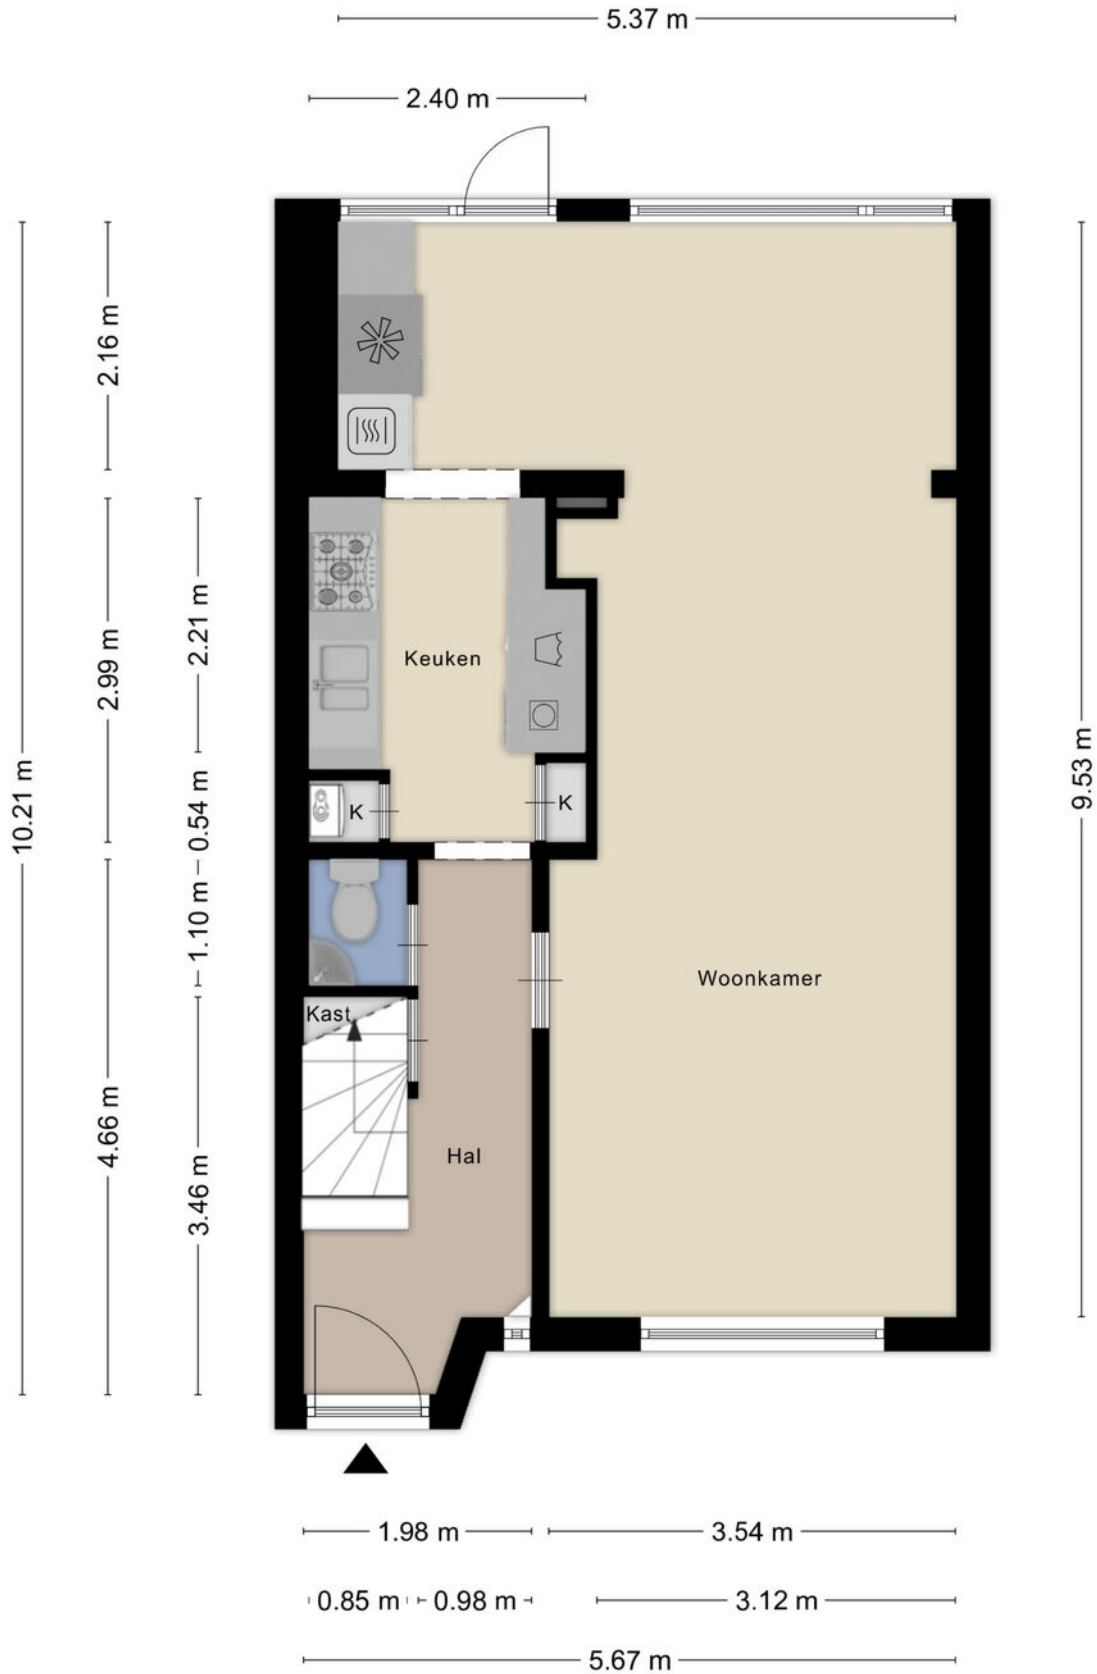 5.37 m
2.40 m
2.16 m
2.99 m
2.21 m
10.21 m
0.54 m
1.10 m
4.66 m
3.46 m
9.53 m
Keuken
K
K
Kast
Woonkamer
Hal
1.98 m
3.54 m
0.85 m
0.98 m
3.12 m
5.67 m